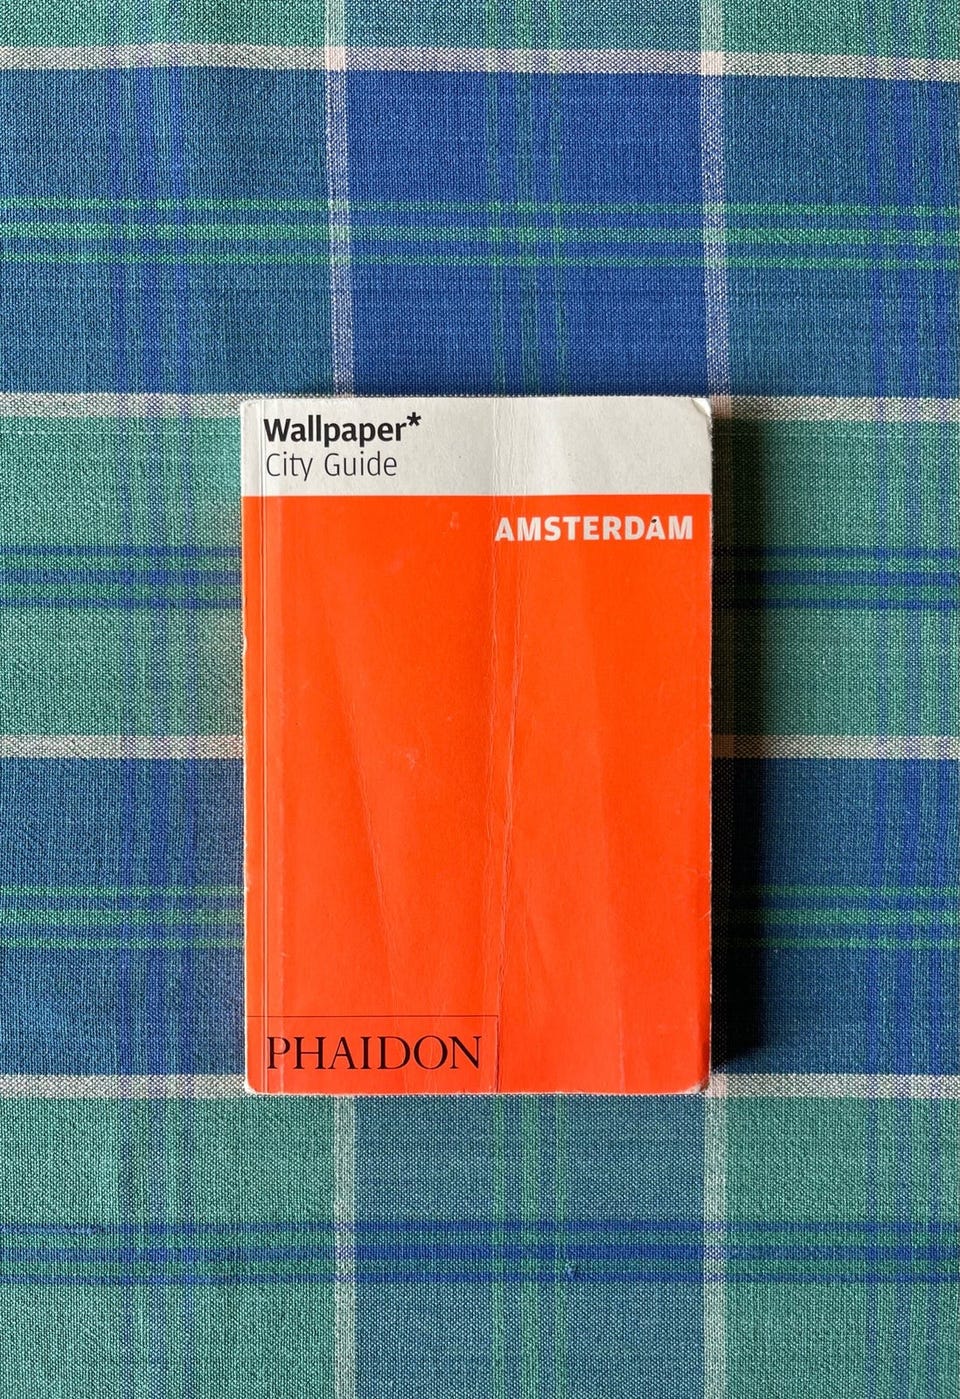 Wallpaper*
City Guide
AMSTERDAM
PHAIDON